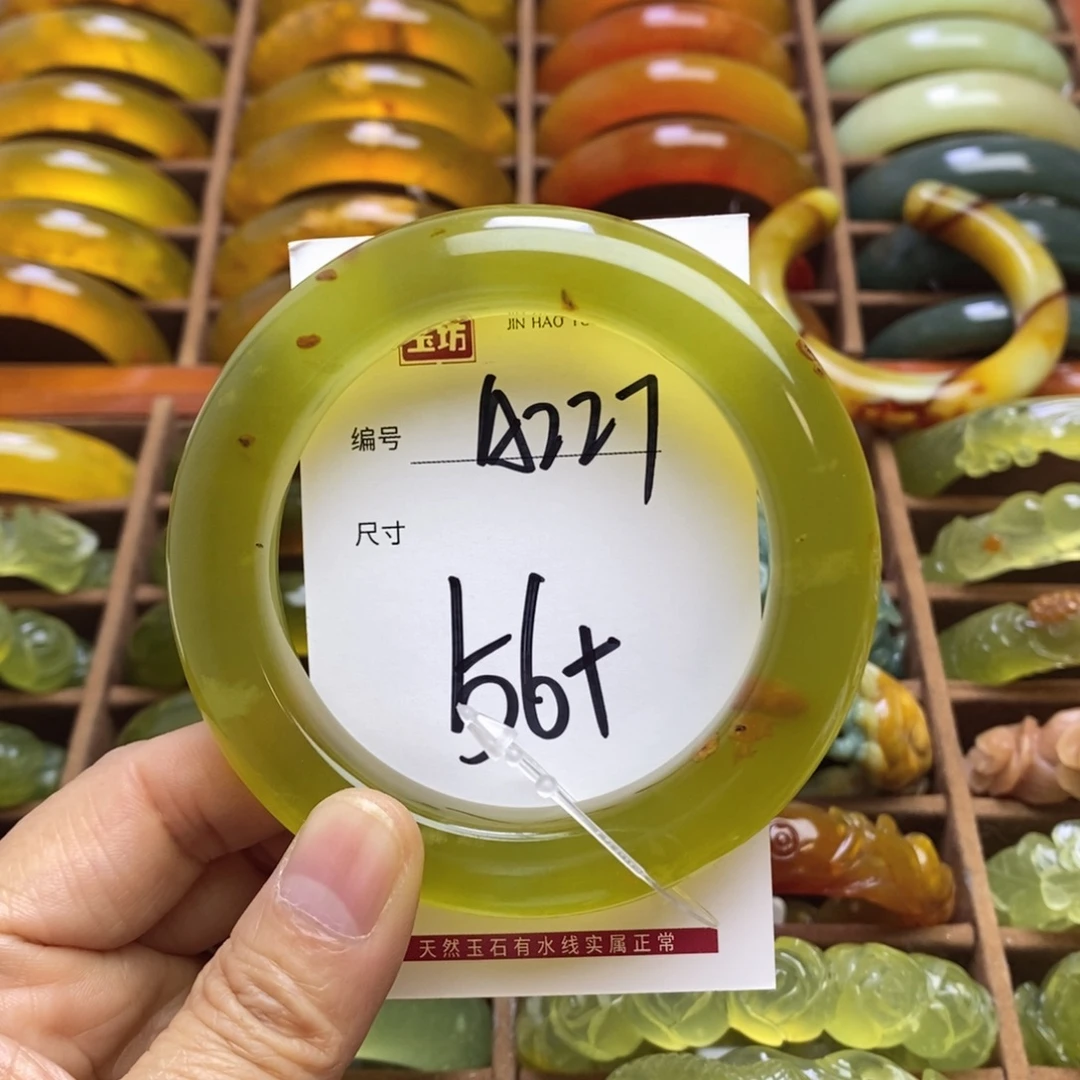 玉坊
JIN HAO YU
编号 A227
尺寸
56+
天然玉石有水线实属正常